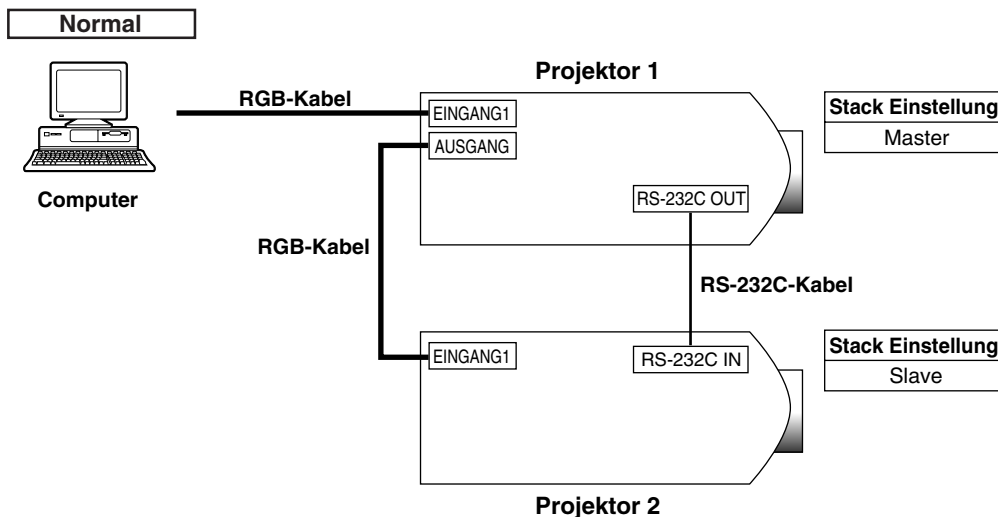 Normal
Computer
RGB-Kabel
RGB-Kabel
Projektor 1
EINGANG1
AUSGANG
RS-232C OUT
Stack Einstellung
Master
RS-232C-Kabel
EINGANG1
RS-232C IN
Stack Einstellung
Slave
Projektor 2